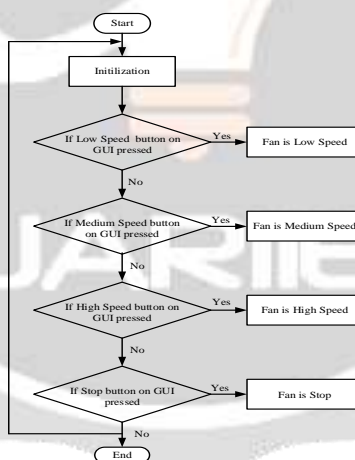 Start
Initilization
If Low Speed button on
GUI pressed
Yes
Fan is Low Speed
No
If Medium Speed button
on GUI pressed
Yes
Fan is Medium Speed
No
If High Speed button on
GUI pressed
Yes
Fan is High Speed
No
If Stop button on GUI
pressed
Yes
Fan is Stop
No
End